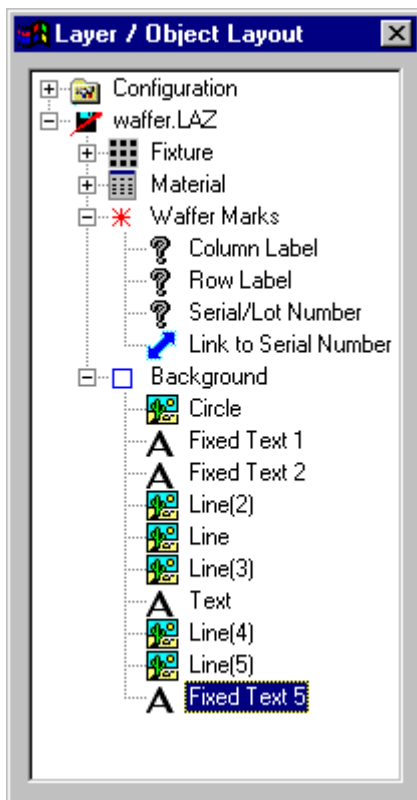 Layer / Object Layout
Configuration
waffer.LAZ
Fixture
Material
Waffer Marks
Column Label
Row Label
Serial/Lot Number
Link to Serial Number
Background
Circle
Fixed Text 1
Fixed Text 2
Line(2)
Line
Line(3)
Text
Line(4)
Line(5)
Fixed Text 5